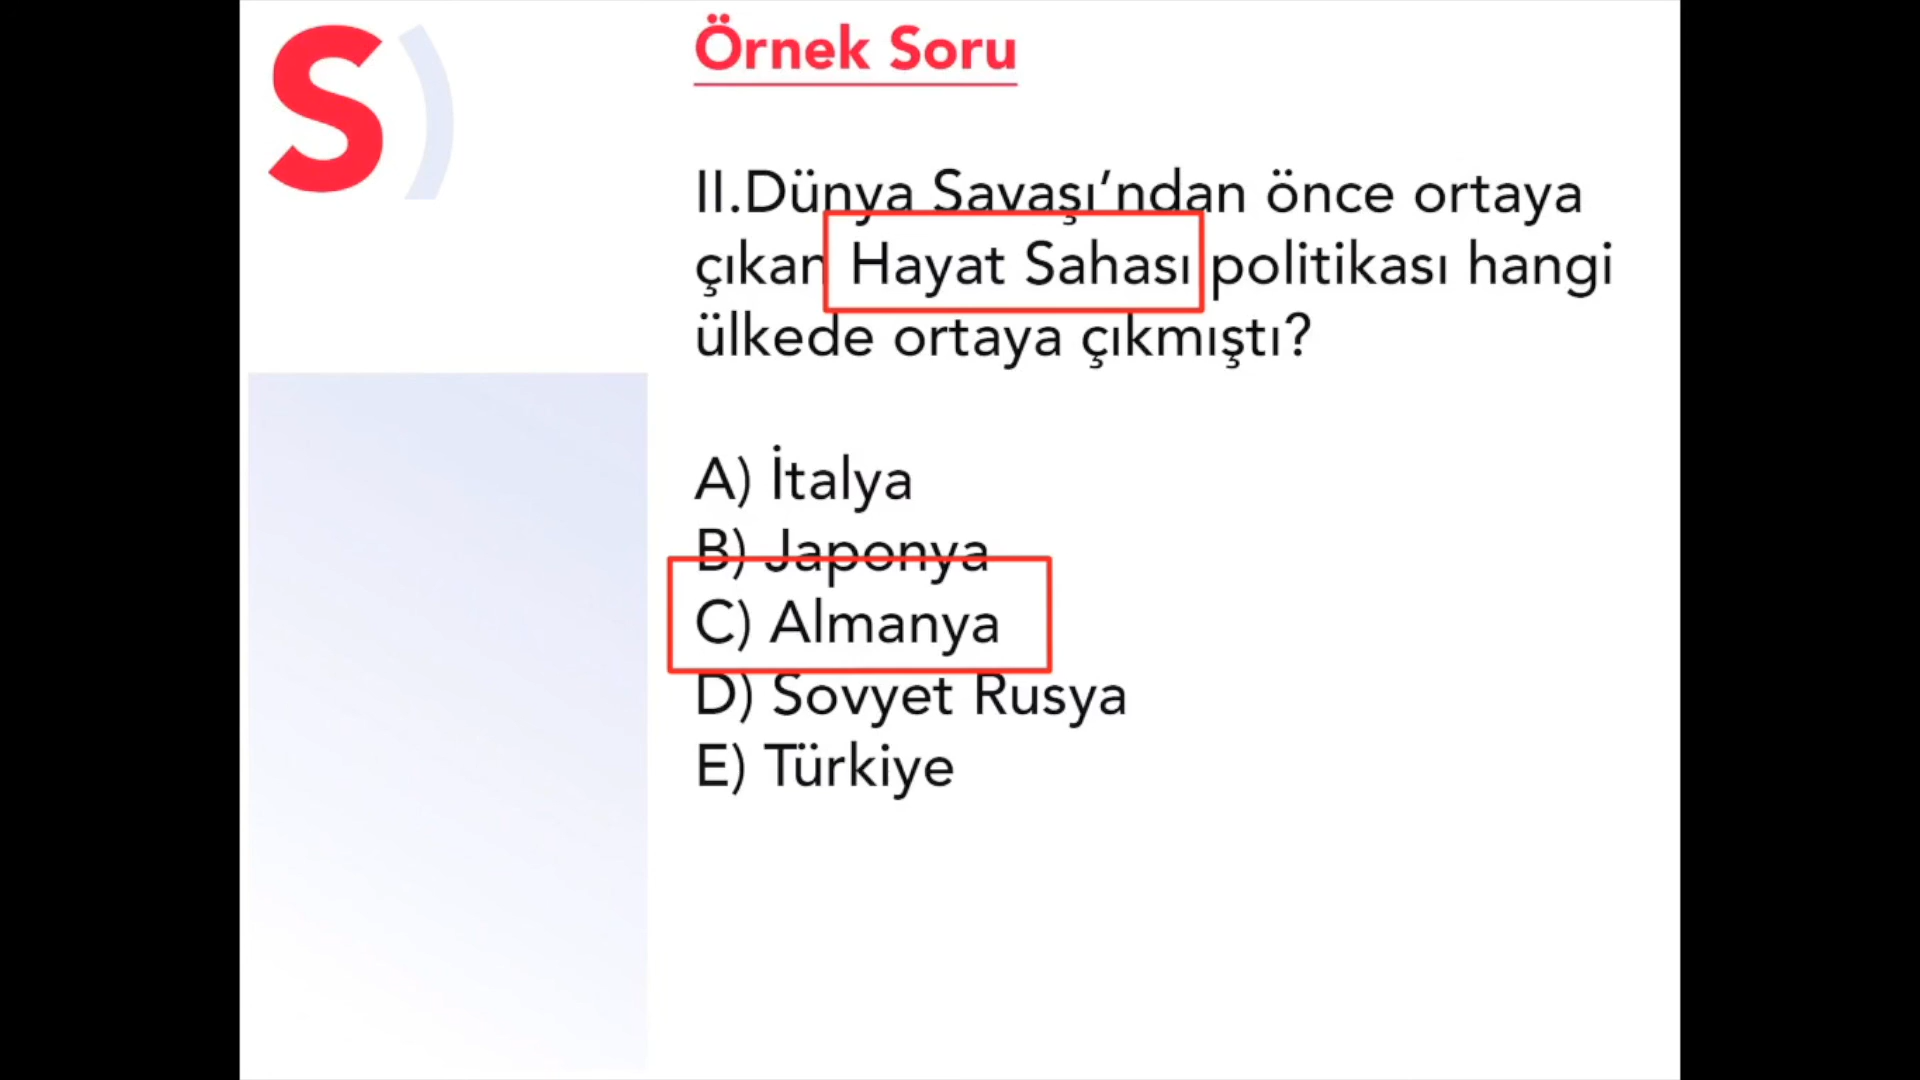 S)
Örnek Soru
II.Dünya Savaşı’ndan önce ortaya
çıkan Hayat Sahası politikası hangi
ülkede ortaya çıkmıştı?
A) İtalya
B) Japonya
C) Almanya
D) Sovyet Rusya
E) Türkiye